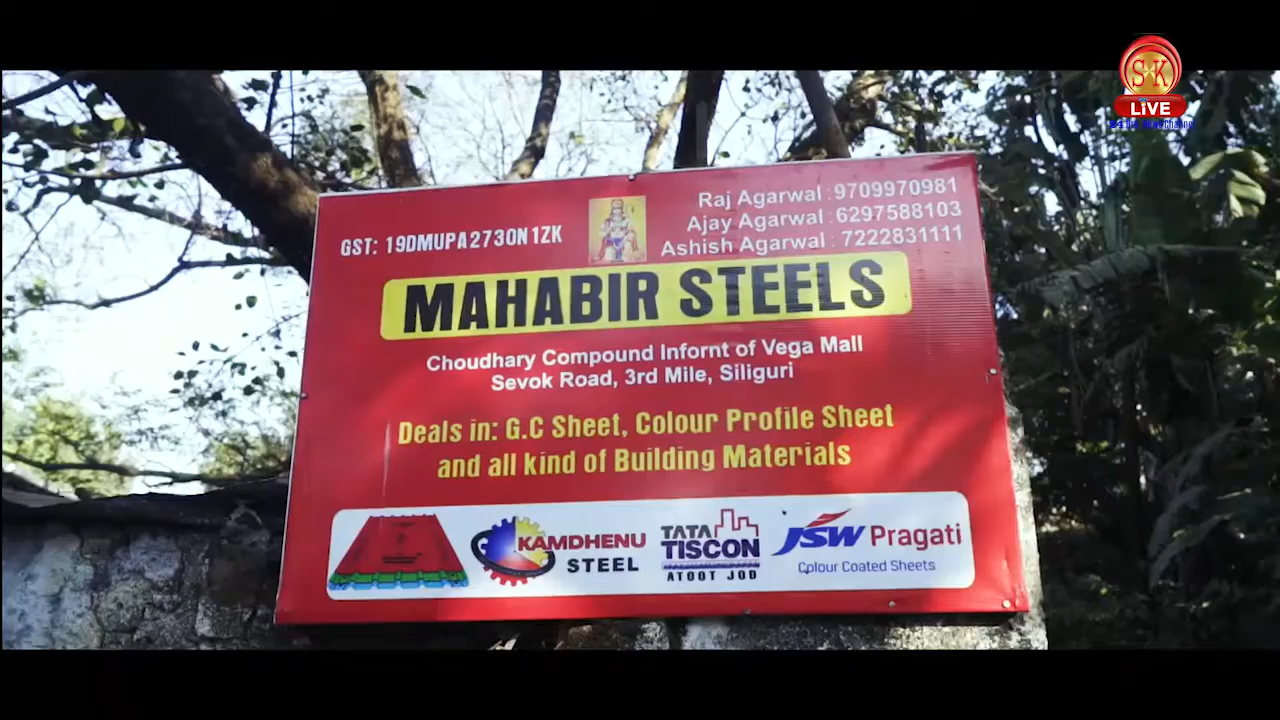 SK
LIVE
GST: 19DMUPA2730N1ZK
Raj Agarwal : 9709970981
Ajay Agarwal : 6297588103
Ashish Agarwal : 7222831111
MAHABIR STEELS
Choudhary Compound Infornt of Vega Mall
Sevok Road, 3rd Mile, Siliguri
Deals in: G.C Sheet, Colour Profile Sheet
and all kind of Building Materials
KAMDHENU
STEEL
TATA
TISCON
ATOOT JOD
JSW Pragati
Colour Coated Sheets